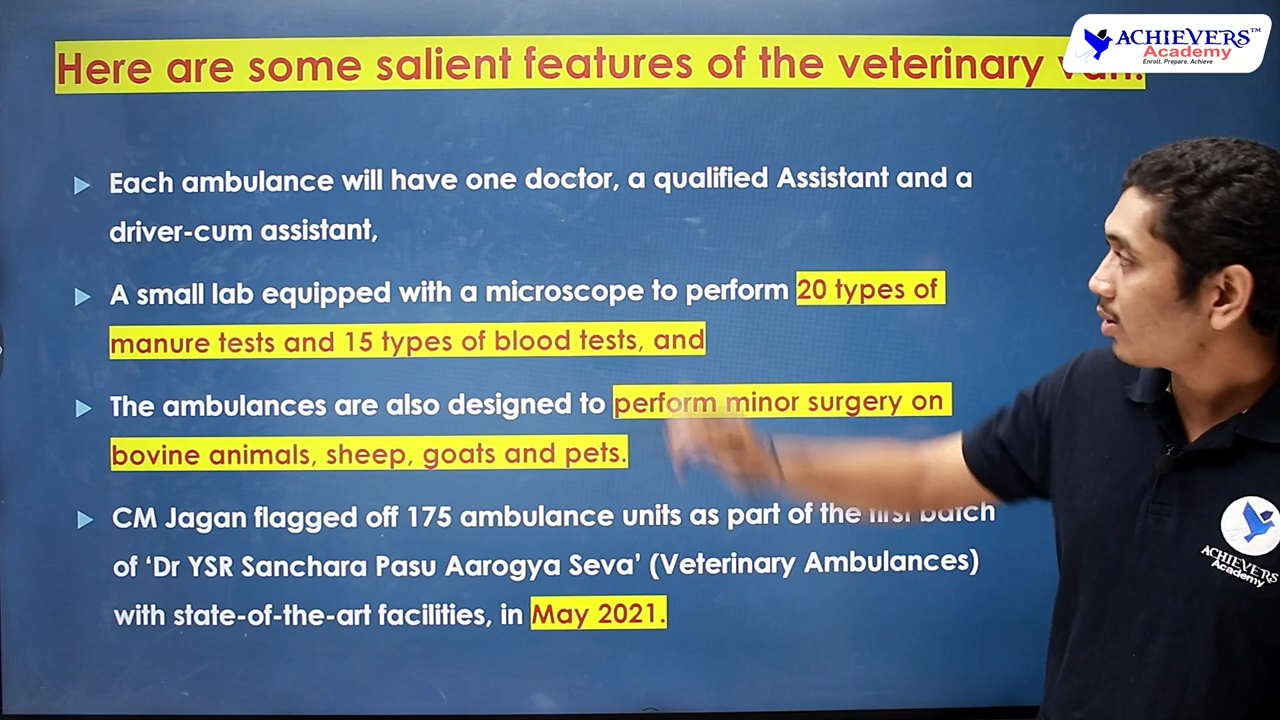 Here are some salient features of the veterinary
ACHIEVERS™
Academy
Enroll. Prepare. Achieve
Each ambulance will have one doctor, a qualified Assistant and a
driver-cum assistant,
A small lab equipped with a microscope to perform 20 types of
manure tests and 15 types of blood tests, and
The ambulances are also designed to perform minor surgery on
bovine animals, sheep, goats and pets.
CM Jagan flagged off 175 ambulance units as part of the first batch
of ‘Dr YSR Sanchara Pasu Aarogya Seva’ (Veterinary Ambulances)
with state-of-the-art facilities, in May 2021.
ACHIEVERS
Academy